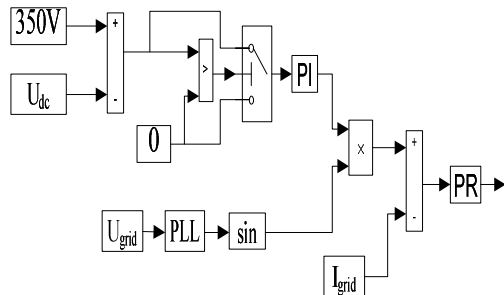 350V
+
-
U_dc
>
0
PI
x
+
-
PR
U_grid
PLL
sin
I_grid